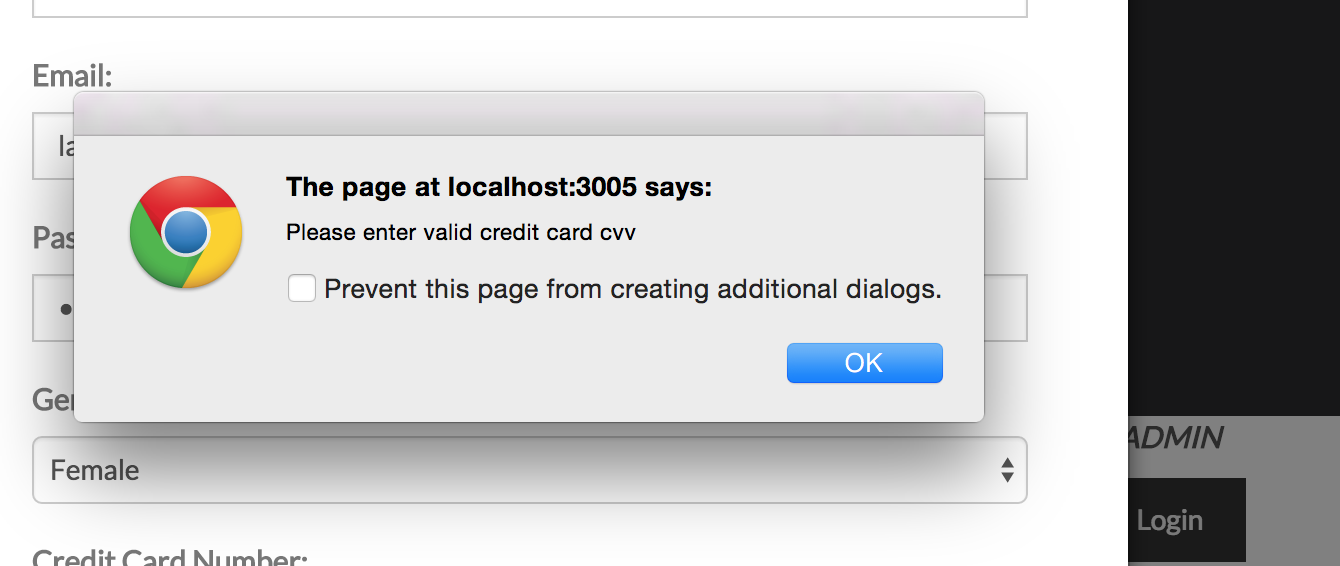 Email:
The page at localhost:3005 says:
Please enter valid credit card cvv
Prevent this page from creating additional dialogs.
OK
Female
ADMIN
Login
Credit Card Number: